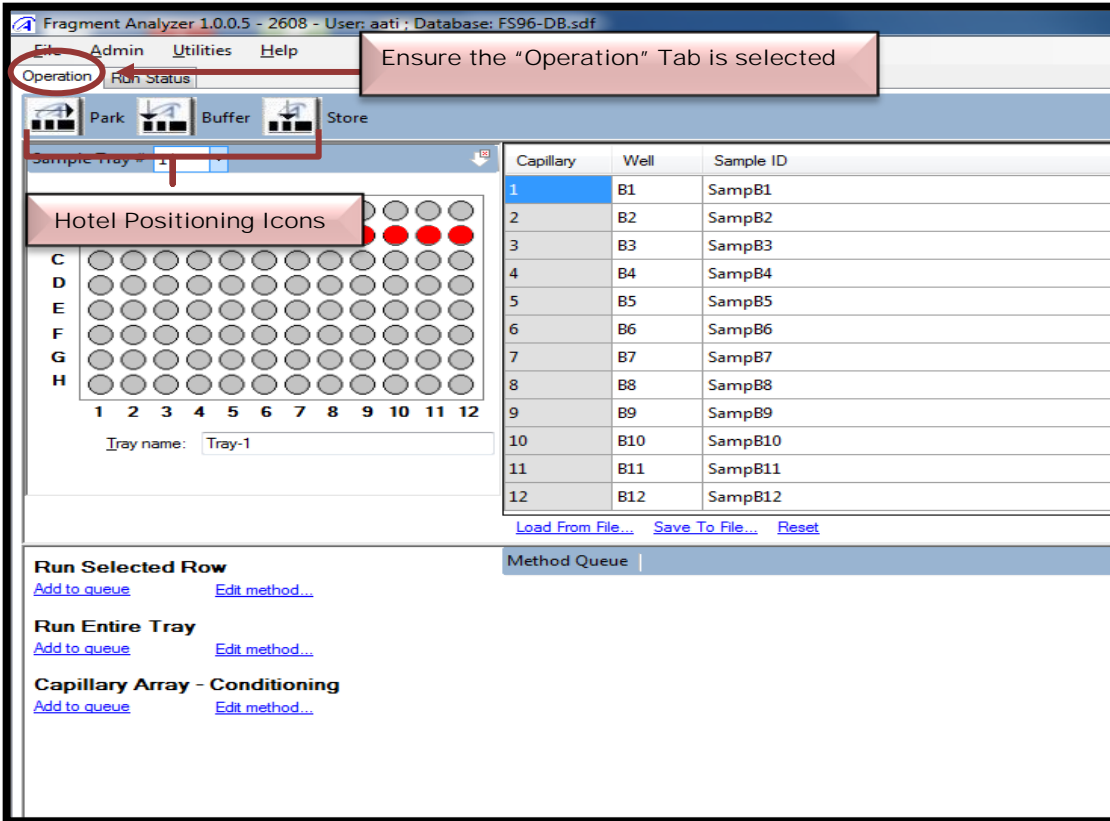 Fragment Analyzer 1.0.0.5 - 2608 - User: aati ; Database: FS96-DB.sdf
File Admin Utilities Help
Ensure the “Operation” Tab is selected
Operation Run Status
Park Buffer Store
Sample Tray # 1
Hotel Positioning Icons
C
D
E
F
G
H
1 2 3 4 5 6 7 8 9 10 11 12
Tray name: Tray-1
Capillary Well Sample ID
1 B1 SampB1
2 B2 SampB2
3 B3 SampB3
4 B4 SampB4
5 B5 SampB5
6 B6 SampB6
7 B7 SampB7
8 B8 SampB8
9 B9 SampB9
10 B10 SampB10
11 B11 SampB11
12 B12 SampB12
Load From File... Save To File... Reset
Run Selected Row
Add to queue Edit method...
Run Entire Tray
Add to queue Edit method...
Capillary Array - Conditioning
Add to queue Edit method...
Method Queue